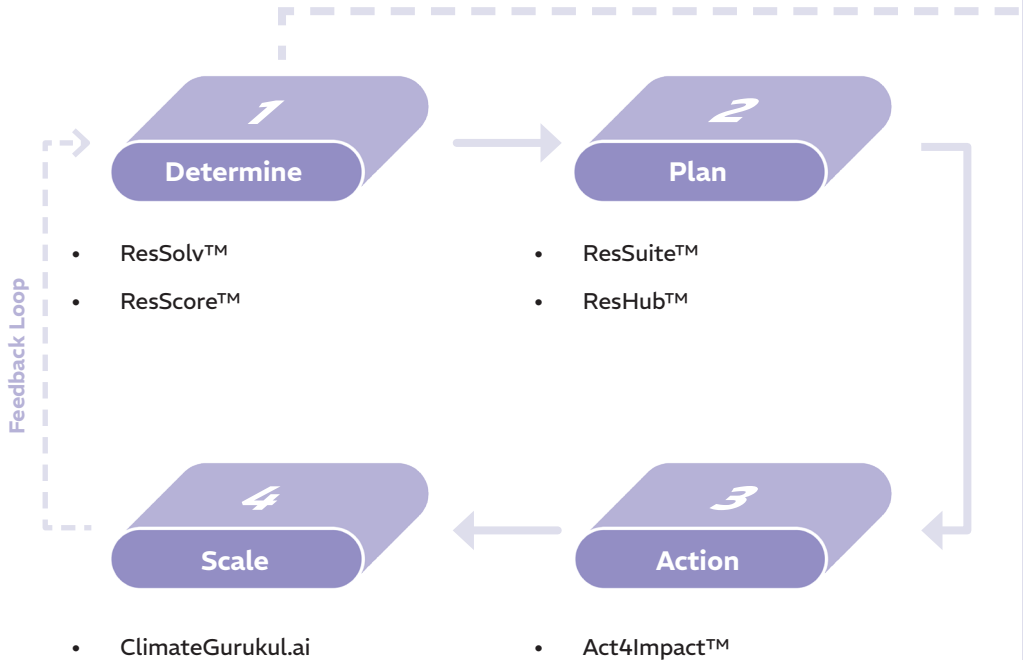 1
Determine
• ResSolv™
• ResScore™
2
Plan
• ResSuite™
• ResHub™
3
Action
• Act4Impact™
4
Scale
• ClimateGurukul.ai
Feedback Loop